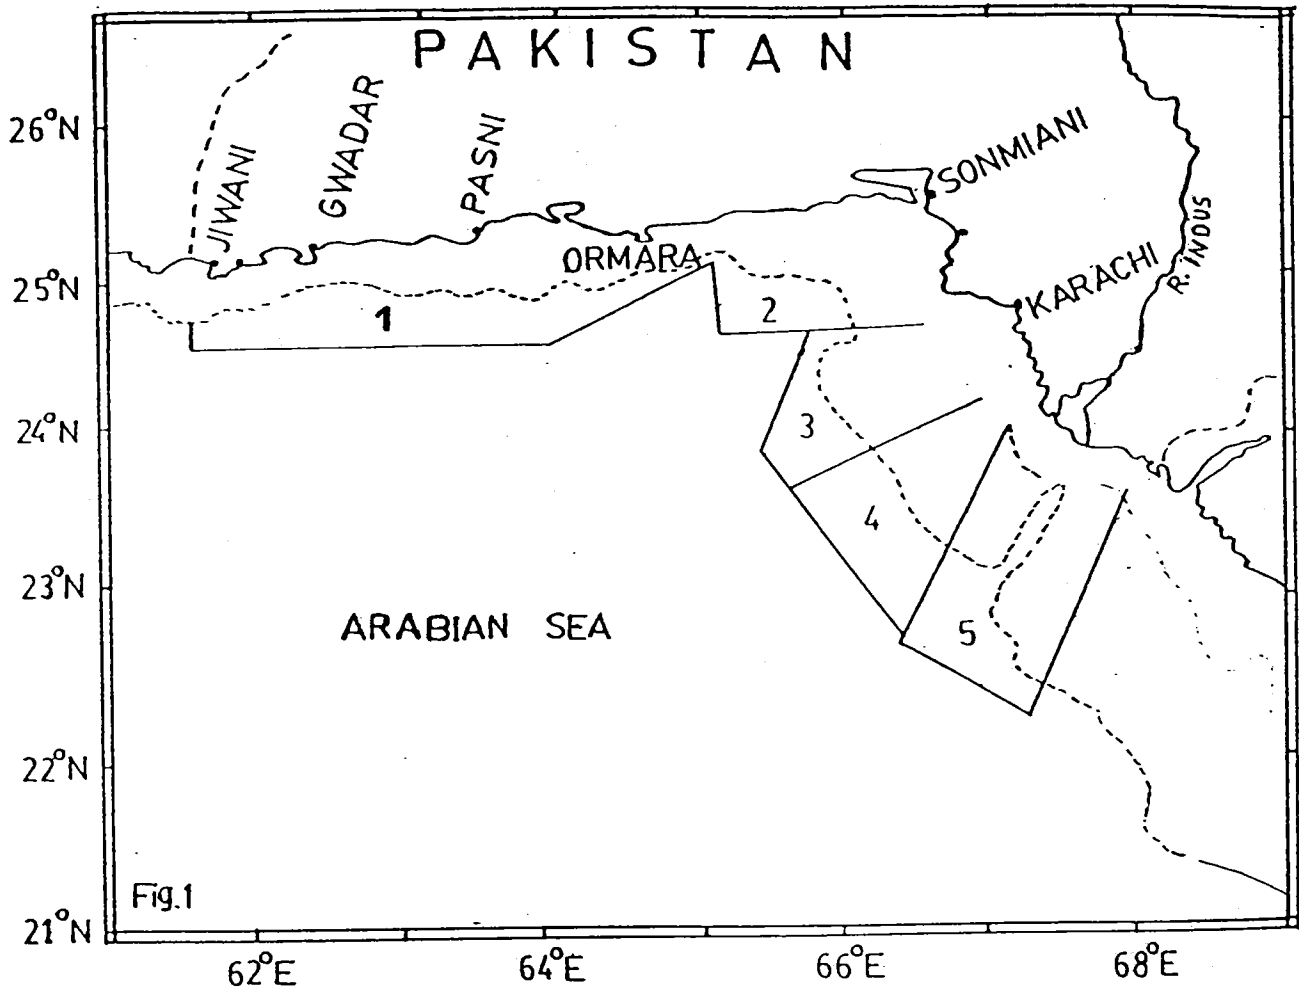 PAKISTAN
26°N
JIWANI
GWADAR
PASNI
SONMIANI
ORMARA
KARACHI
R. INDUS
25°N
1
2
24°N
3
4
23°N
ARABIAN SEA
5
22°N
Fig.1
21°N
62°E
64°E
66°E
68°E